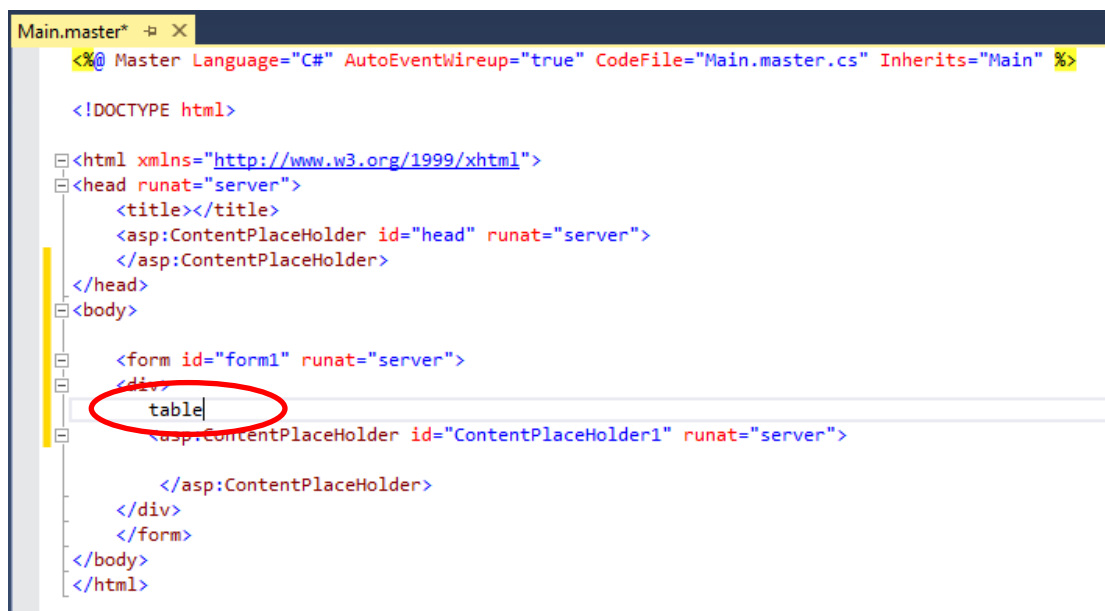 Main.master*
<%@ Master Language="C#" AutoEventWireup="true" CodeFile="Main.master.cs" Inherits="Main" %>
<!DOCTYPE html>
<html xmlns="http://www.w3.org/1999/xhtml">
<head runat="server">
<title></title>
<asp:ContentPlaceHolder id="head" runat="server">
</asp:ContentPlaceHolder>
</head>
<body>
<form id="form1" runat="server">
<div>
table
<asp:ContentPlaceHolder id="ContentPlaceHolder1" runat="server">
</asp:ContentPlaceHolder>
</div>
</form>
</body>
</html>